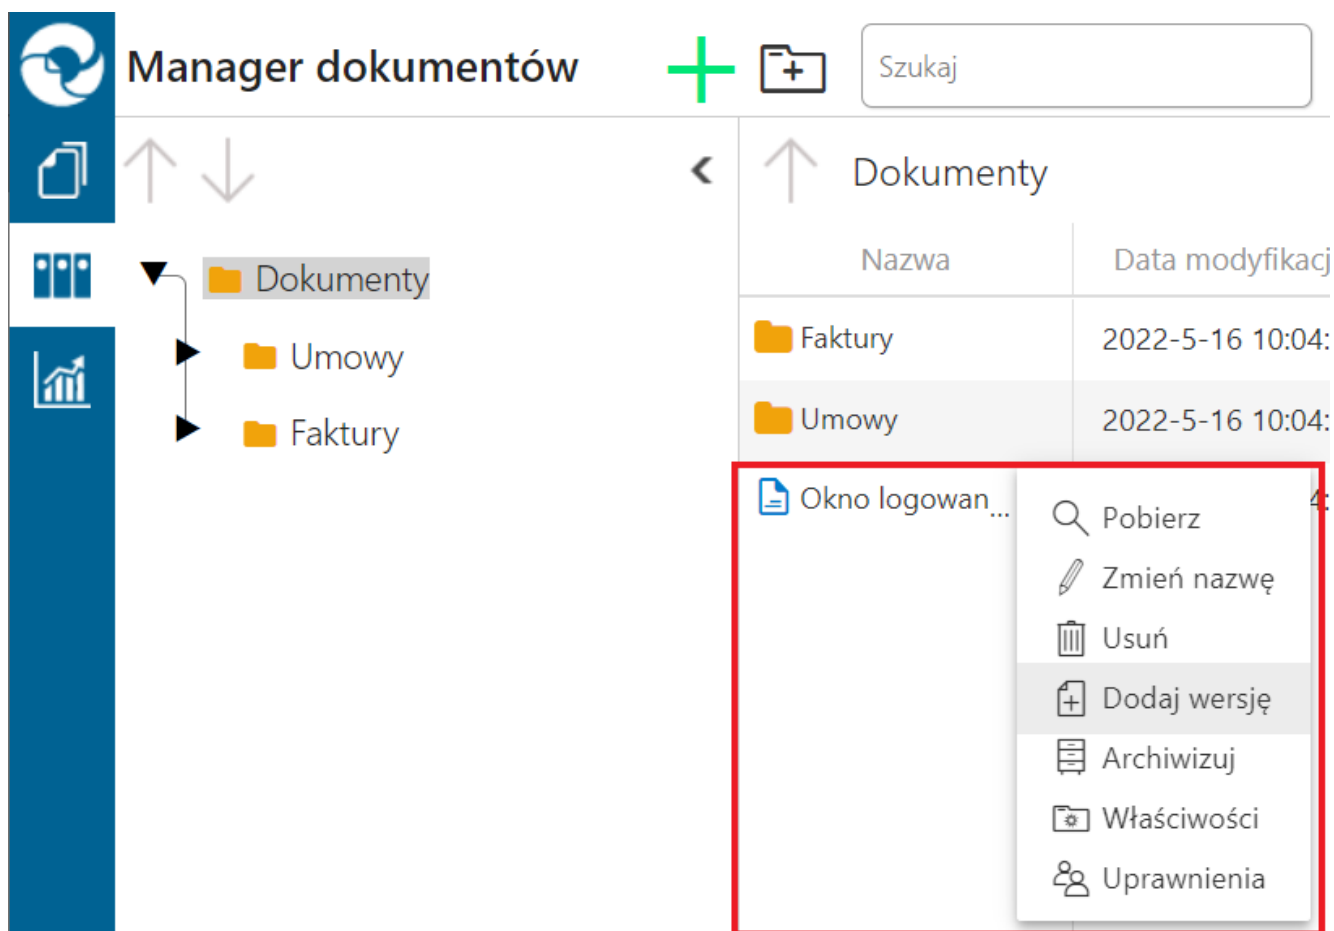 Manager dokumentów
Szukaj
Dokumenty
Umowy
Faktury
Dokumenty
Nazwa
Data modyfikacj
Faktury
2022-5-16 10:04:
Umowy
2022-5-16 10:04:
Okno logowan...
4:
Pobierz
Zmień nazwę
Usuń
Dodaj wersję
Archiwizuj
Właściwości
Uprawnienia